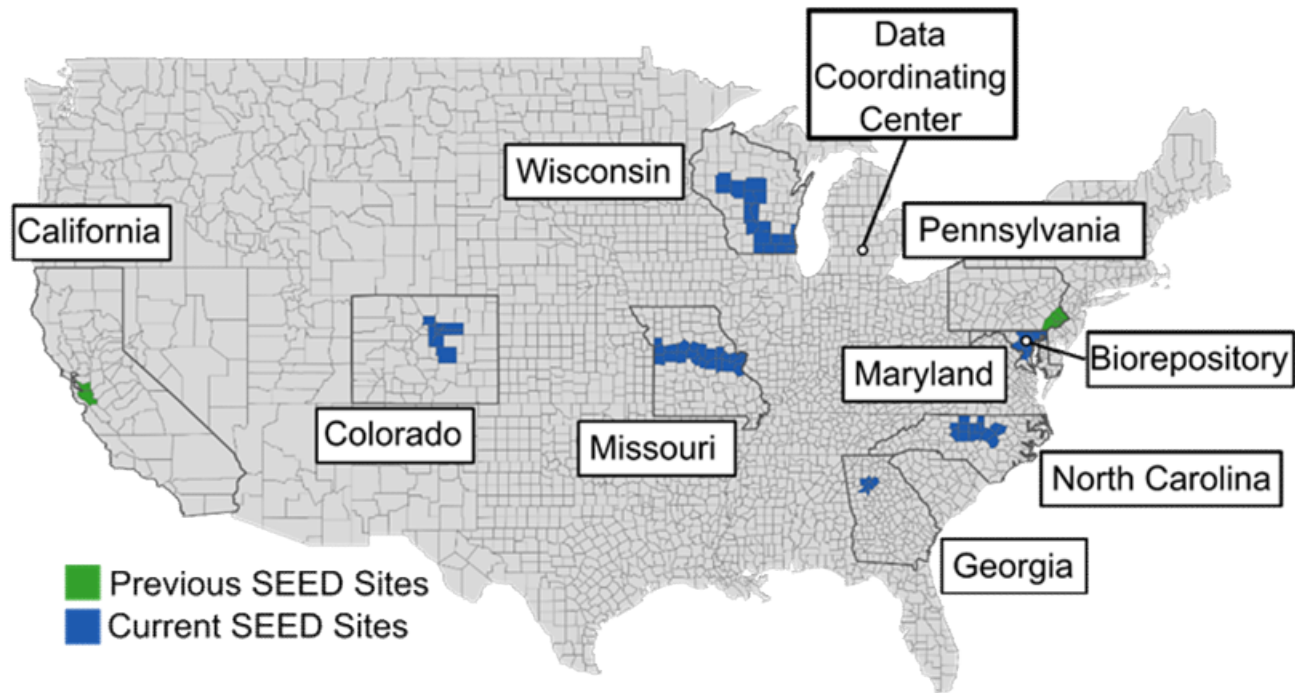 Data
Coordinating
Center
Wisconsin
California
Pennsylvania
Maryland
Biorepository
Colorado
Missouri
North Carolina
Georgia
Previous SEED Sites
Current SEED Sites